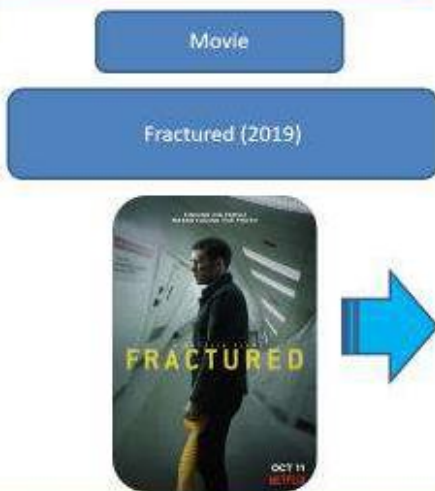 Movie
Fractured (2019)
FRACTURED
OCT 11
NETFLIX